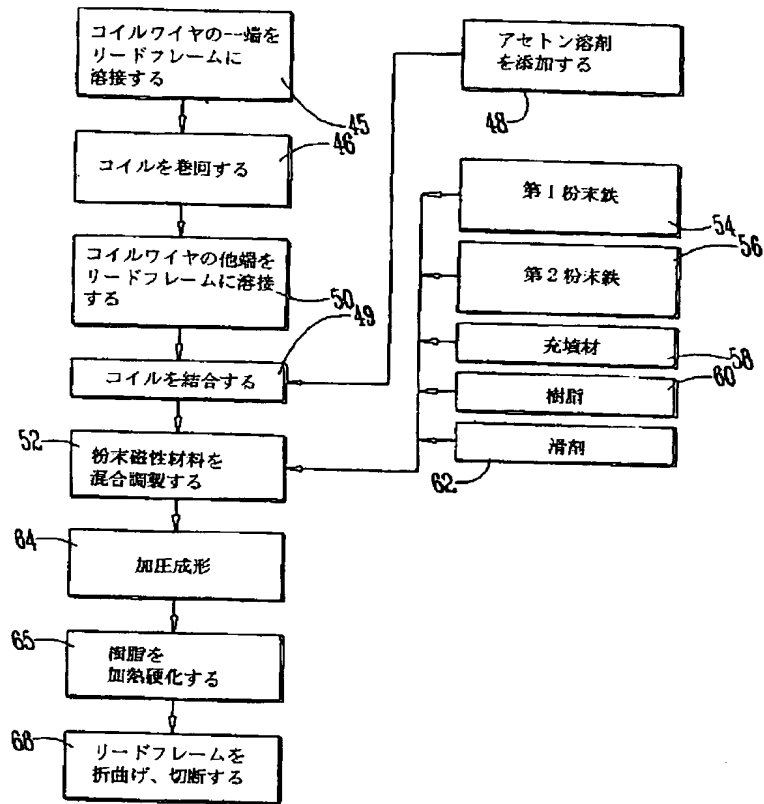 コイルワイヤの一端を
リードフレームに
溶接する
45
コイルを巻回する
46
コイルワイヤの他端を
リードフレームに溶接
する
50
コイルを結合する
49
52
粉末磁性材料を
混合調製する
64
加圧成形
65
樹脂を
加熱硬化する
68
リードフレームを
折曲げ、切断する
アセトン溶剤
を添加する
48
第1粉末鉄
54
第2粉末鉄
56
充填材
58
樹脂
60
滑剤
62